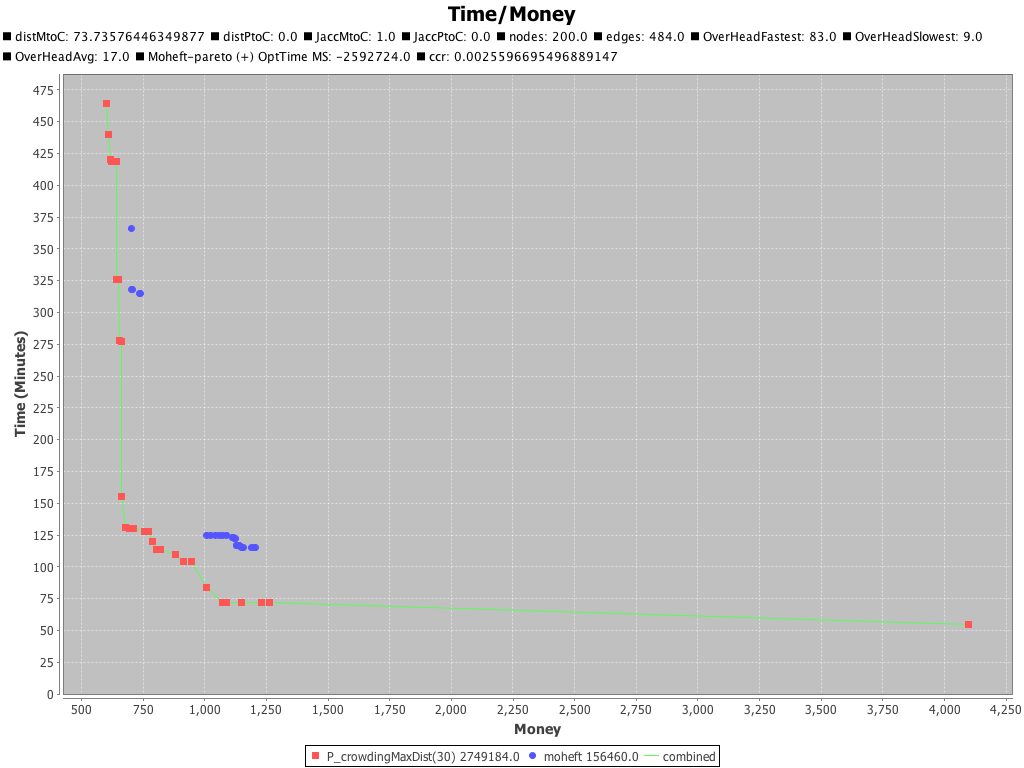 Time/Money
distMtoC: 73.73576446349877 distPtoC: 0.0 JaccMtoC: 1.0 JaccPtoC: 0.0 nodes: 200.0 edges: 484.0 OverHeadFastest: 83.0 OverHeadSlowest: 9.0
OverHeadAvg: 17.0 Moheft-pareto (+) OptTime MS: -2592724.0 ccr: 0.0025596695496889147
475
450
425
400
375
350
325
300
275
250
225
200
175
150
125
100
75
50
25
0
Time (Minutes)
500 750 1,000 1,250 1,500 1,750 2,000 2,250 2,500 2,750 3,000 3,250 3,500 3,750 4,000 4,250
Money
P_crowdingMaxDist(30) 2749184.0 moheft 156460.0 combined